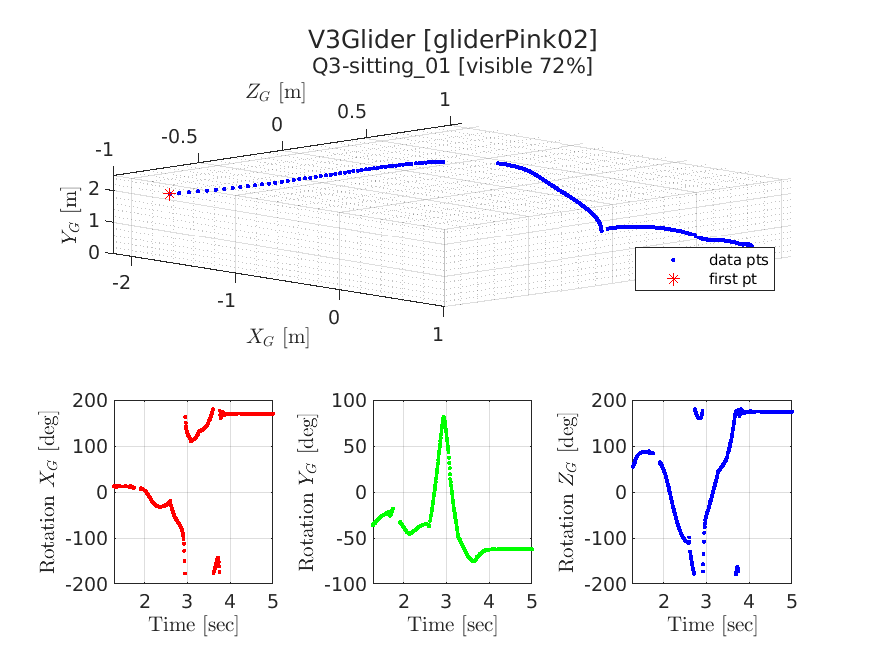 V3Glider [gliderPink02]
Q3-sitting_01 [visible 72%]
Z_G [m]
-1 -0.5 0 0.5 1
Y_G [m]
2
1
0
-2 -1 0 1
X_G [m]
data pts
first pt
Rotation X_G [deg]
200
100
0
-100
-200
2 3 4 5
Time [sec]
Rotation Y_G [deg]
100
50
0
-50
-100
2 3 4 5
Time [sec]
Rotation Z_G [deg]
200
100
0
-100
-200
2 3 4 5
Time [sec]